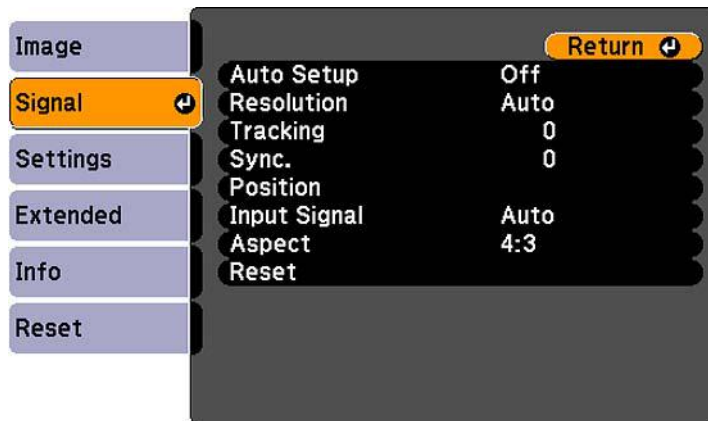 Image
Signal
Settings
Extended
Info
Reset
Return
Auto Setup Off
Resolution Auto
Tracking 0
Sync. 0
Position
Input Signal Auto
Aspect 4:3
Reset